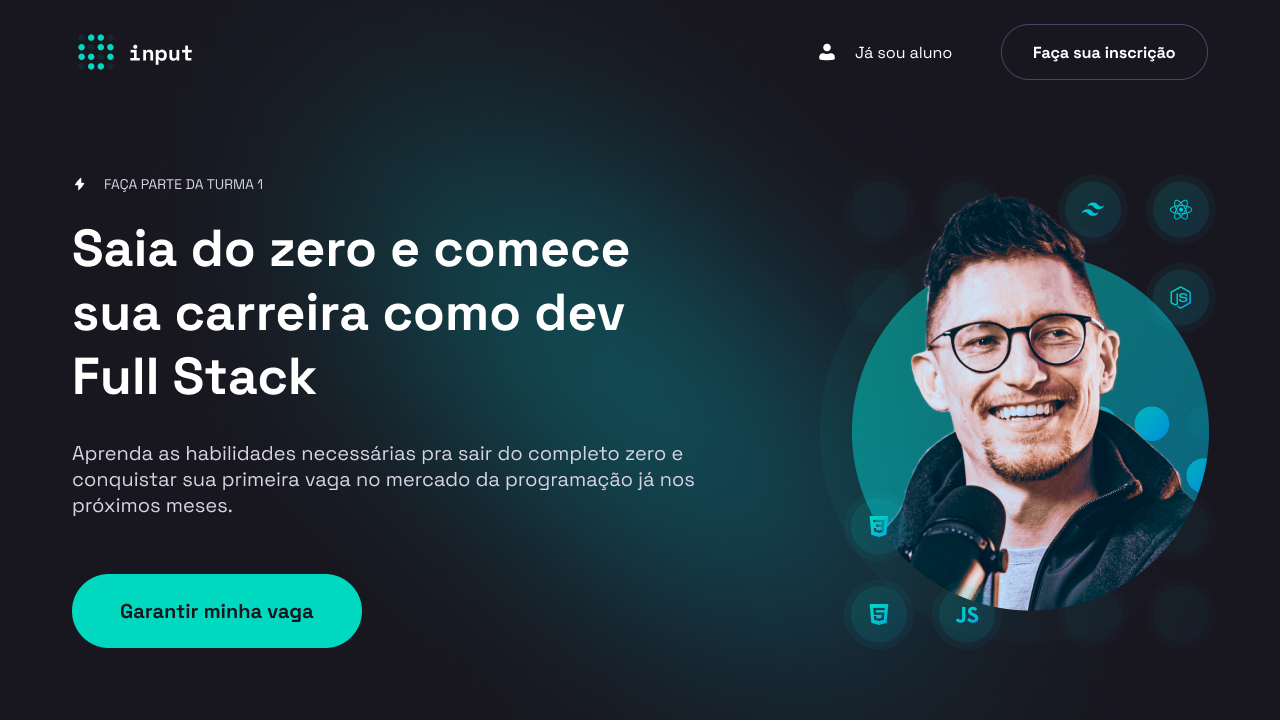 input
Já sou aluno
Faça sua inscrição
FAÇA PARTE DA TURMA 1
Saia do zero e comece
sua carreira como dev
Full Stack
Aprenda as habilidades necessárias pra sair do completo zero e
conquistar sua primeira vaga no mercado da programação já nos
próximos meses.
Garantir minha vaga
JS
3
5
JS